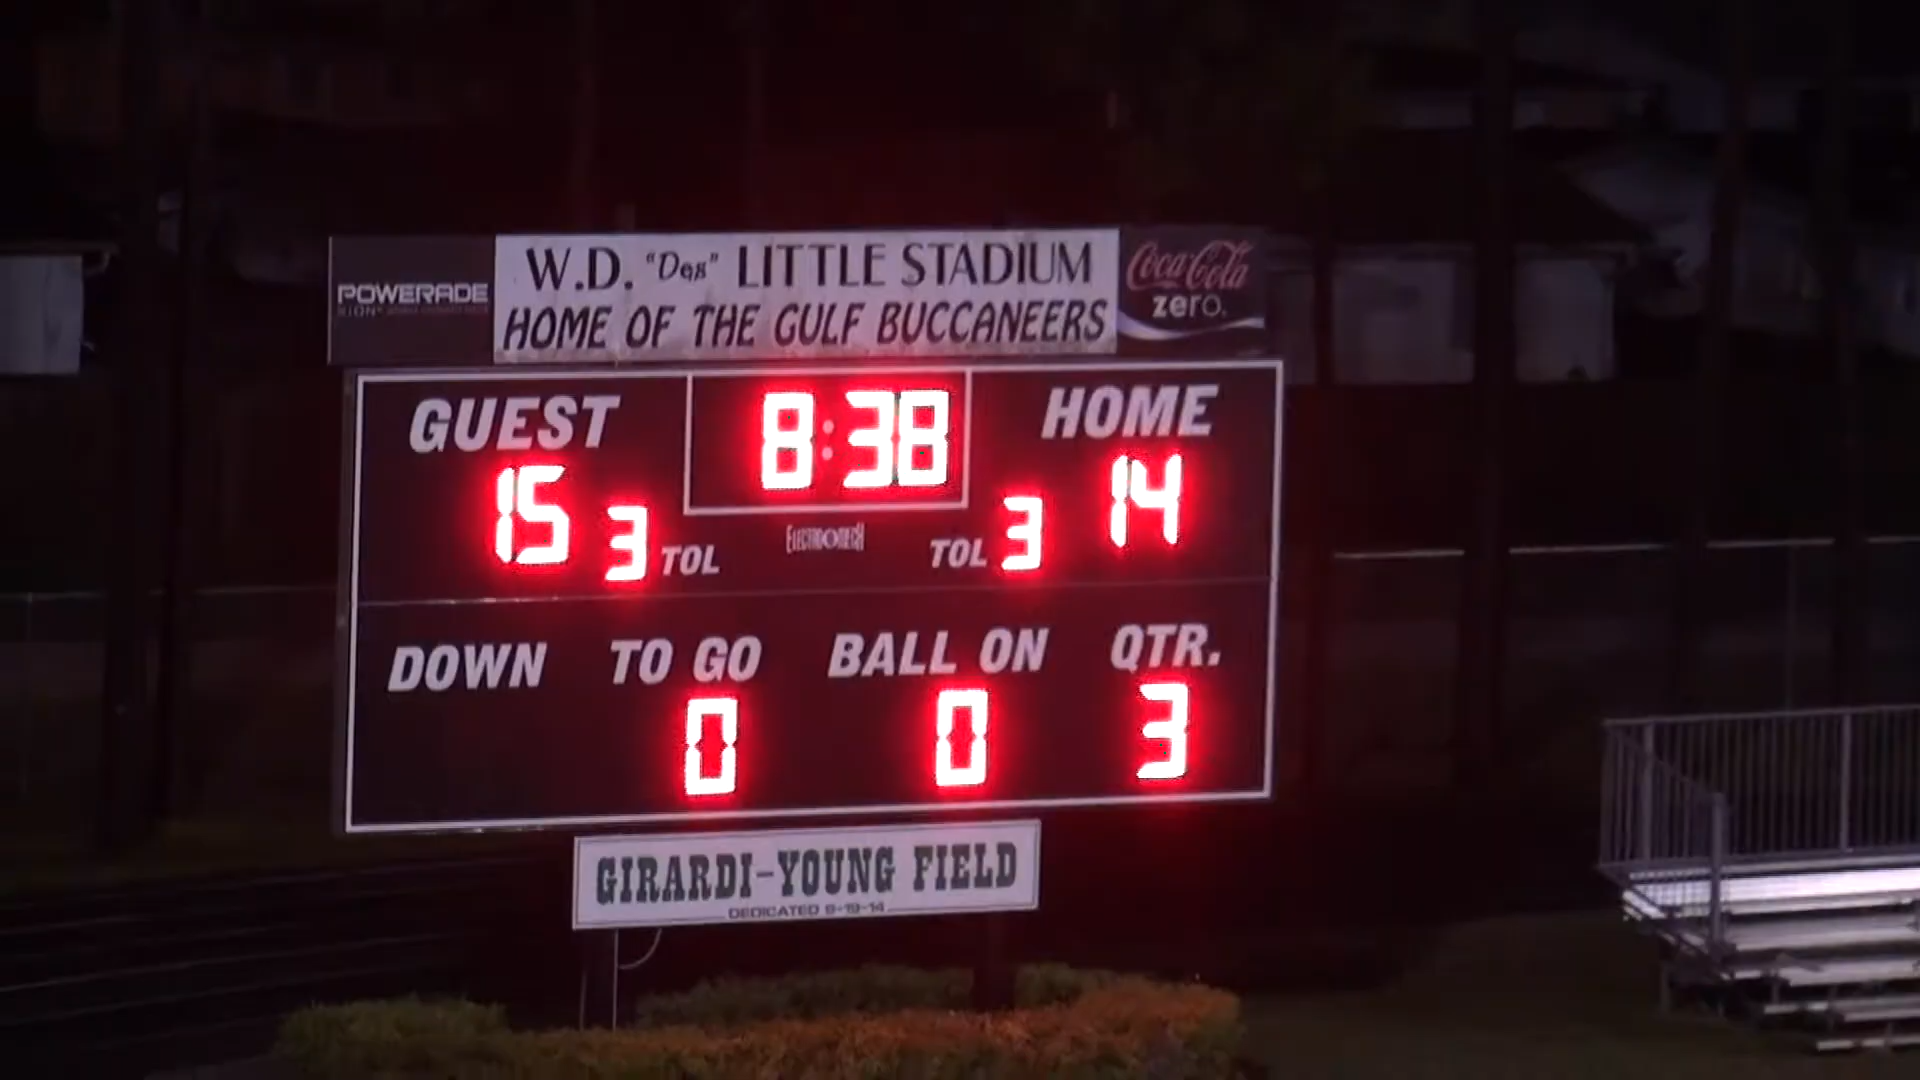 POWERADE
W.D. "Des" LITTLE STADIUM
HOME OF THE GULF BUCCANEERS
Coca-Cola
zero.
GUEST 8:38 HOME
15 3 TOL ELECTRO-MECH TOL 3 14
DOWN TO GO BALL ON QTR.
0 0 3
GIRARDI-YOUNG FIELD
DEDICATED 9-19-14